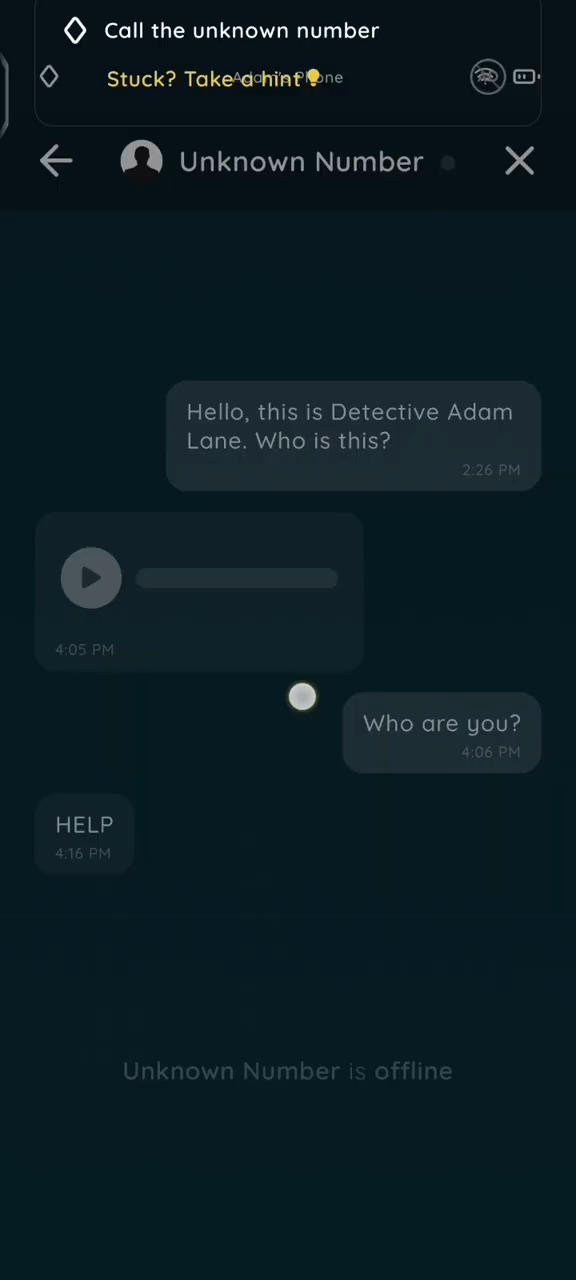 Call the unknown number
Stuck? Take a hint
Adam's Phone
Unknown Number
Hello, this is Detective Adam
Lane. Who is this?
2:26 PM
4:05 PM
Who are you?
4:06 PM
HELP
4:16 PM
Unknown Number is offline